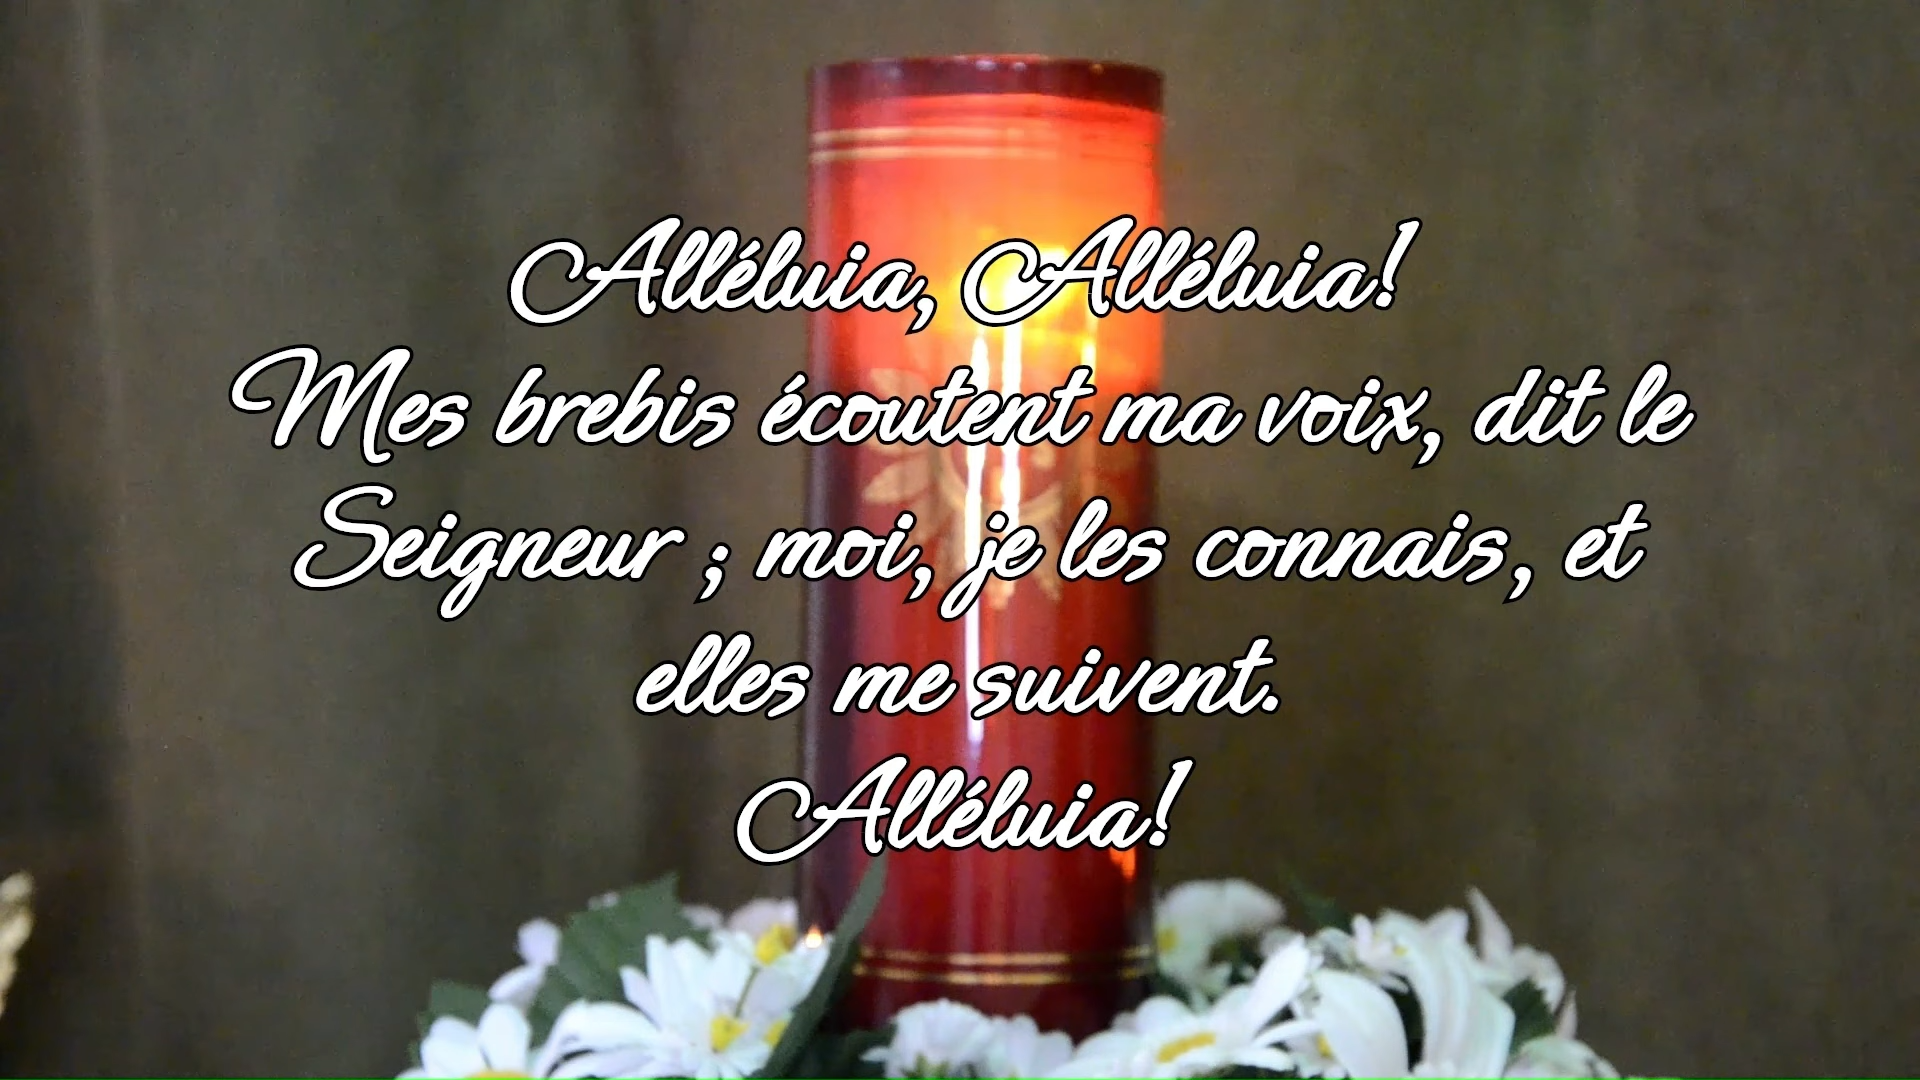 Alléluia, Alléluia!
Mes brebis écoutent ma voix, dit le
Seigneur ; moi, je les connais, et
elles me suivent.
Alléluia!